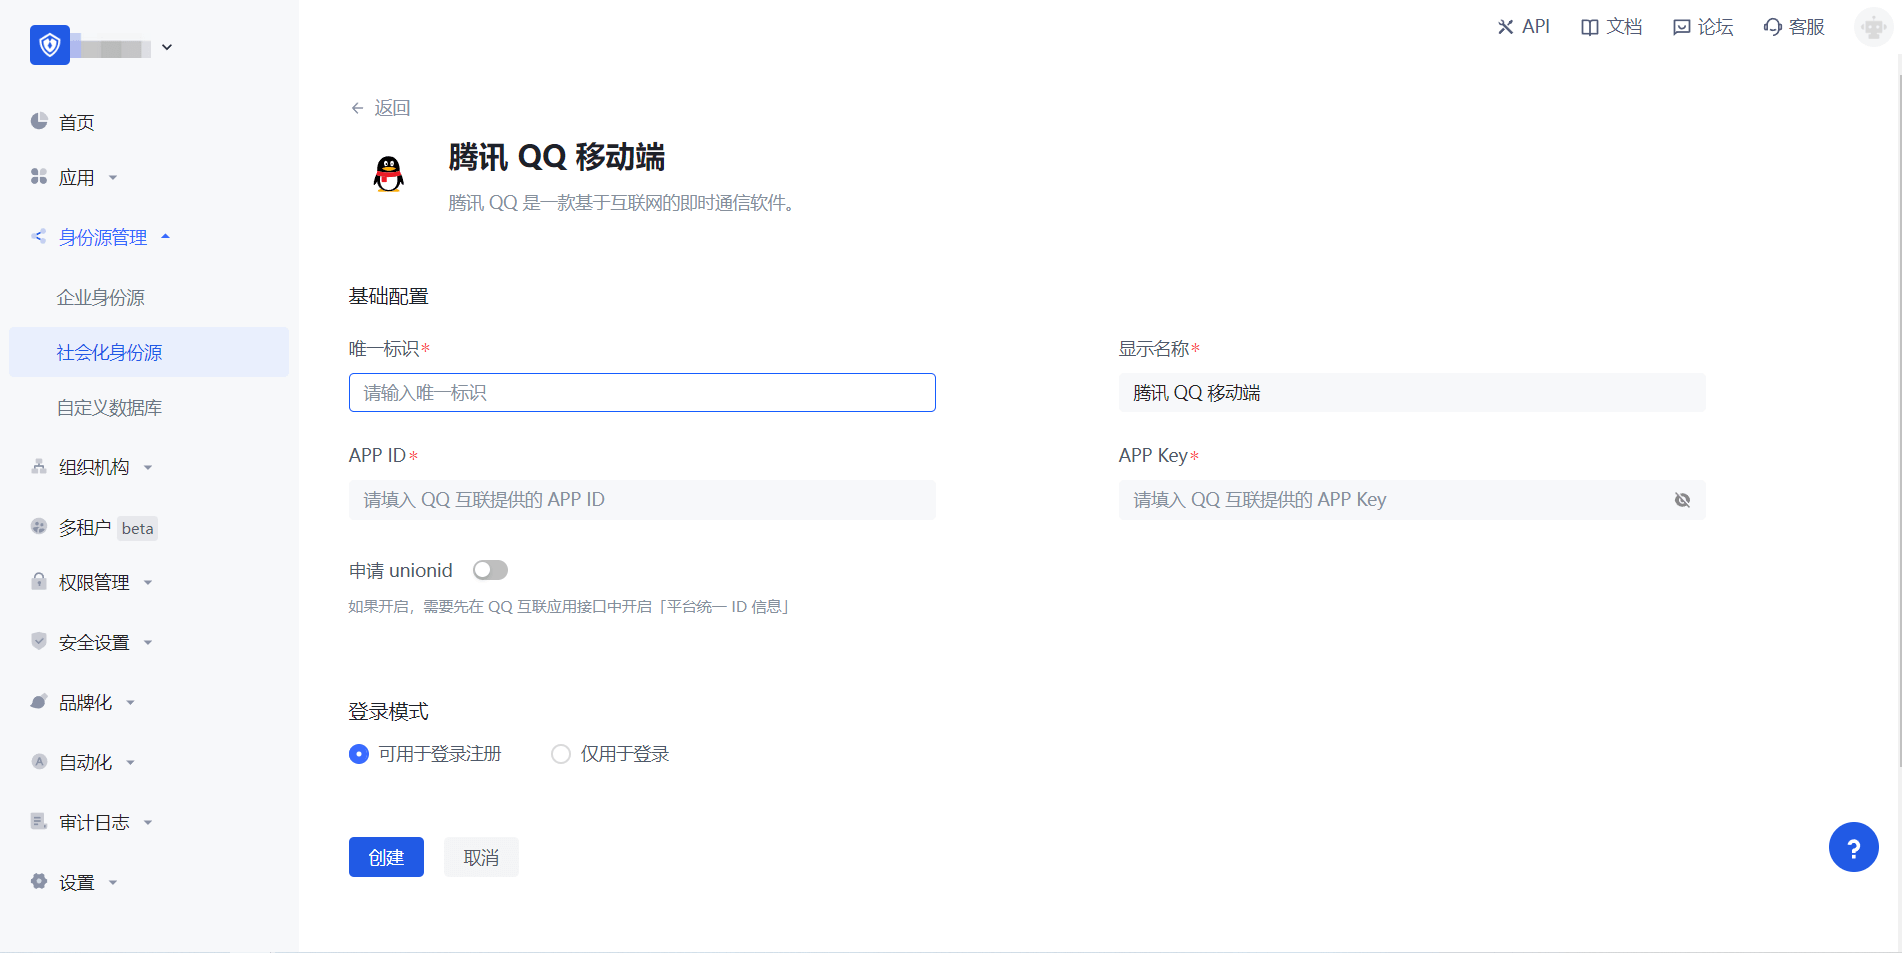 API 文档 论坛 客服
首页
应用
身份源管理
企业身份源
社会化身份源
自定义数据库
组织机构
多租户 beta
权限管理
安全设置
品牌化
自动化
审计日志
设置
返回
腾讯 QQ 移动端
腾讯 QQ 是一款基于互联网的即时通信软件。
基础配置
唯一标识*
请输入唯一标识
显示名称*
腾讯 QQ 移动端
APP ID*
请填入 QQ 互联提供的 APP ID
APP Key*
请填入 QQ 互联提供的 APP Key
申请 unionid
如果开启，需要先在 QQ 互联应用接口中开启「平台统一 ID 信息」
登录模式
可用于登录注册 仅用于登录
创建 取消
?